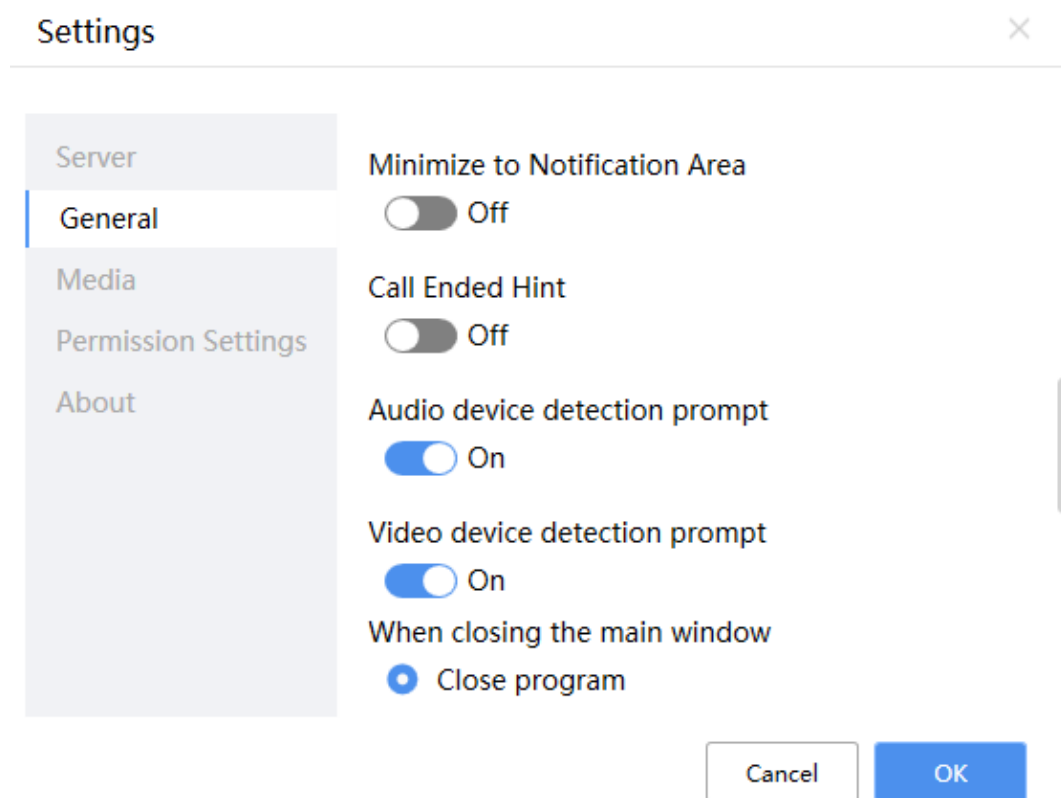 Settings
Server
General
Media
Permission Settings
About
Minimize to Notification Area
Off
Call Ended Hint
Off
Audio device detection prompt
On
Video device detection prompt
On
When closing the main window
Close program
Cancel
OK